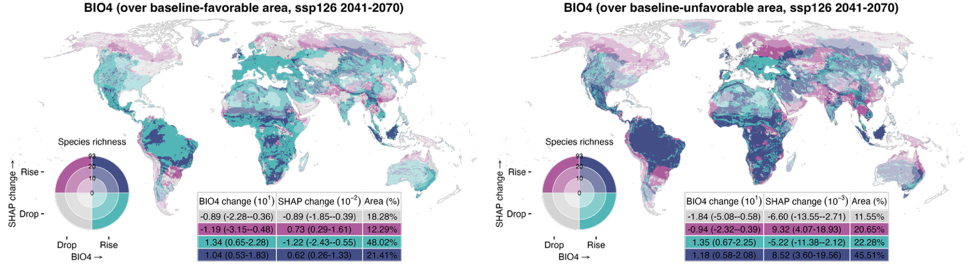 BIO4 (over baseline-favorable area, ssp126 2041-2070)
Species richness
SHAP change →
Rise
Drop
99
20
10
0
Drop
Rise
BIO4 →
BIO4 change (10¹) SHAP change (10⁻²) Area (%)
-0.89 (-2.28--0.36) -0.89 (-1.85--0.39) 18.28%
-1.19 (-3.15--0.48) 0.73 (0.29-1.61) 12.29%
1.34 (0.65-2.28) -1.22 (-2.43--0.55) 48.02%
1.04 (0.53-1.83) 0.62 (0.26-1.33) 21.41%
BIO4 (over baseline-unfavorable area, ssp126 2041-2070)
Species richness
SHAP change →
Rise
Drop
20
10
0
Drop
Rise
BIO4 →
BIO4 change (10¹) SHAP change (10⁻³) Area (%)
-1.84 (-5.08--0.58) -6.60 (-13.55--2.71) 11.55%
-0.94 (-2.32--0.39) 9.32 (4.07-18.93) 20.65%
1.35 (0.67-2.25) -5.22 (-11.38--2.12) 22.28%
1.18 (0.58-2.08) 8.52 (3.60-19.56) 45.51%